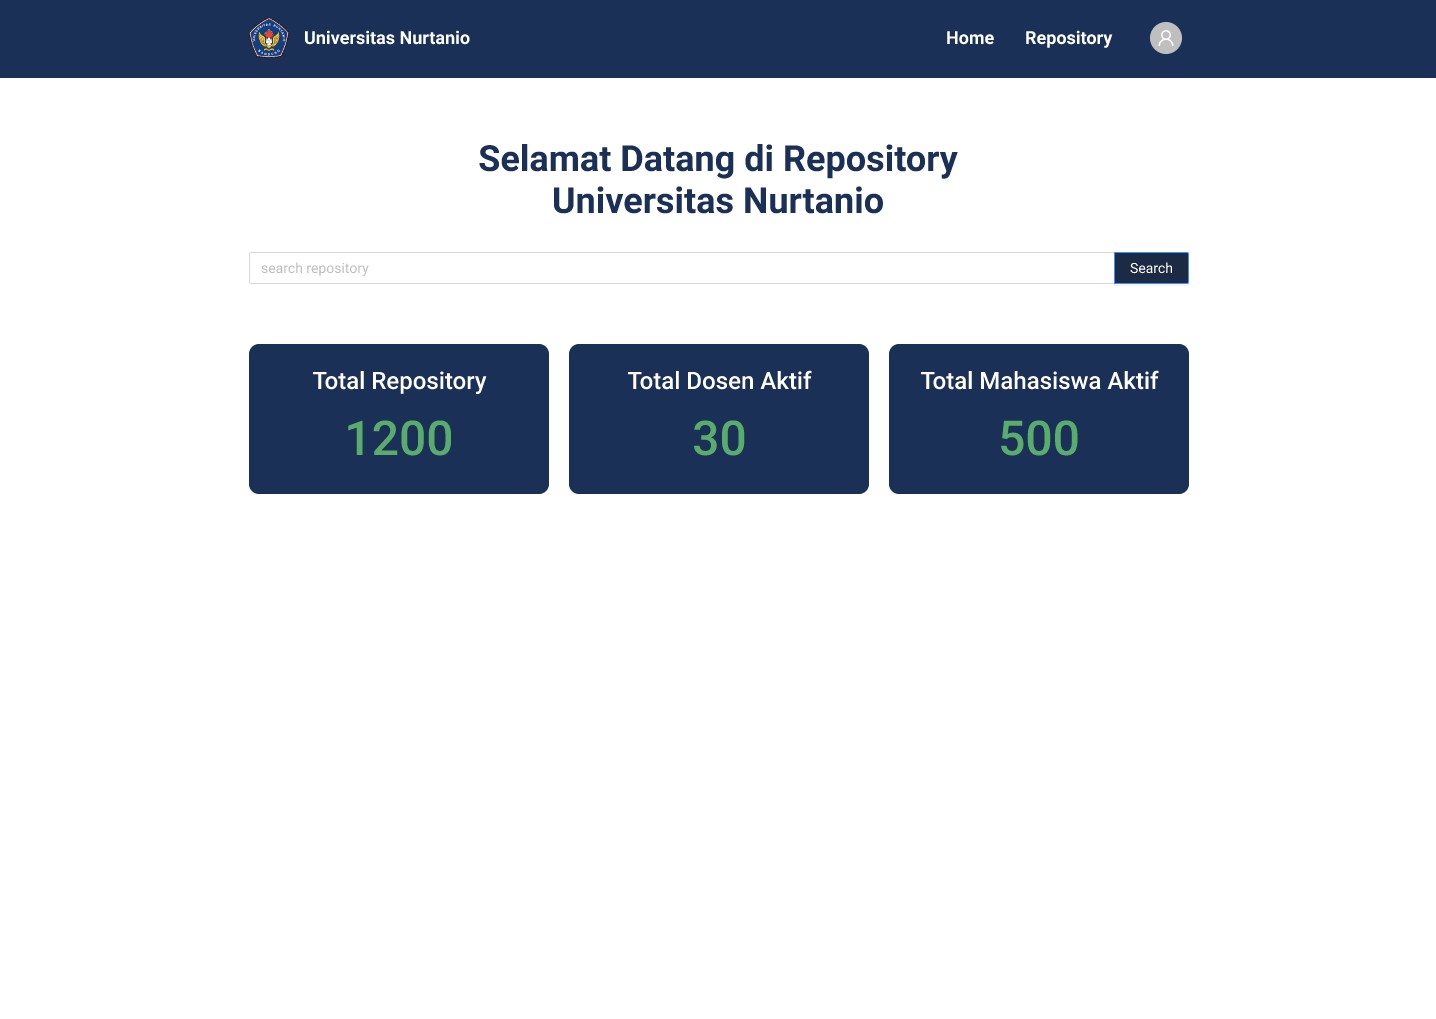 Universitas Nurtanio
Home
Repository
Selamat Datang di Repository
Universitas Nurtanio
search repository
Search
Total Repository
1200
Total Dosen Aktif
30
Total Mahasiswa Aktif
500